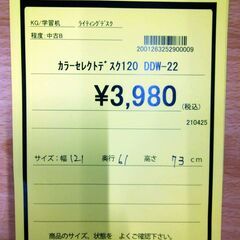 KG/学習机 ライティングデスク
程度:中古B
2001263252900009
カラーセレクトデスク120 DDW-22
¥3,980
(税込)
210425
サイズ:幅 121 奥行 61 高さ 73 cm
商品のサイズ、状態を よくご確認下さい。